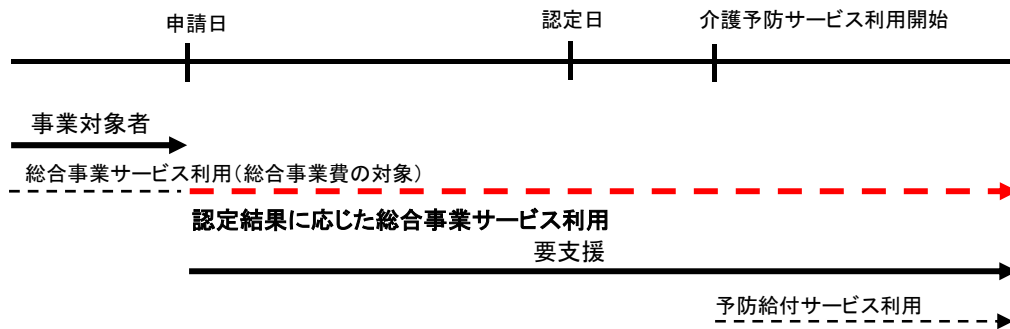 申請日
認定日
介護予防サービス利用開始
事業対象者
総合事業サービス利用(総合事業費の対象)
認定結果に応じた総合事業サービス利用
要支援
予防給付サービス利用